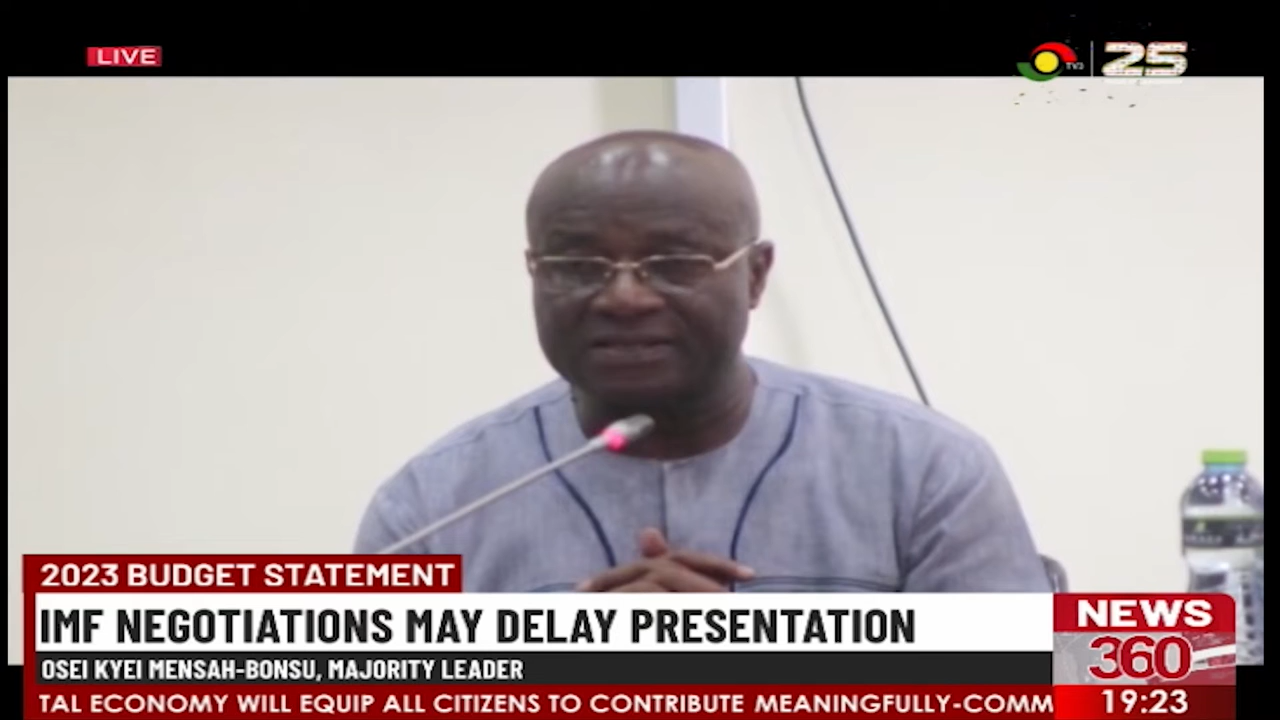 LIVE
TV3
25
2023 BUDGET STATEMENT
IMF NEGOTIATIONS MAY DELAY PRESENTATION
OSEI KYEI MENSAH-BONSU, MAJORITY LEADER
NEWS
360
TAL ECONOMY WILL EQUIP ALL CITIZENS TO CONTRIBUTE MEANINGFULLY-COMM
19:23